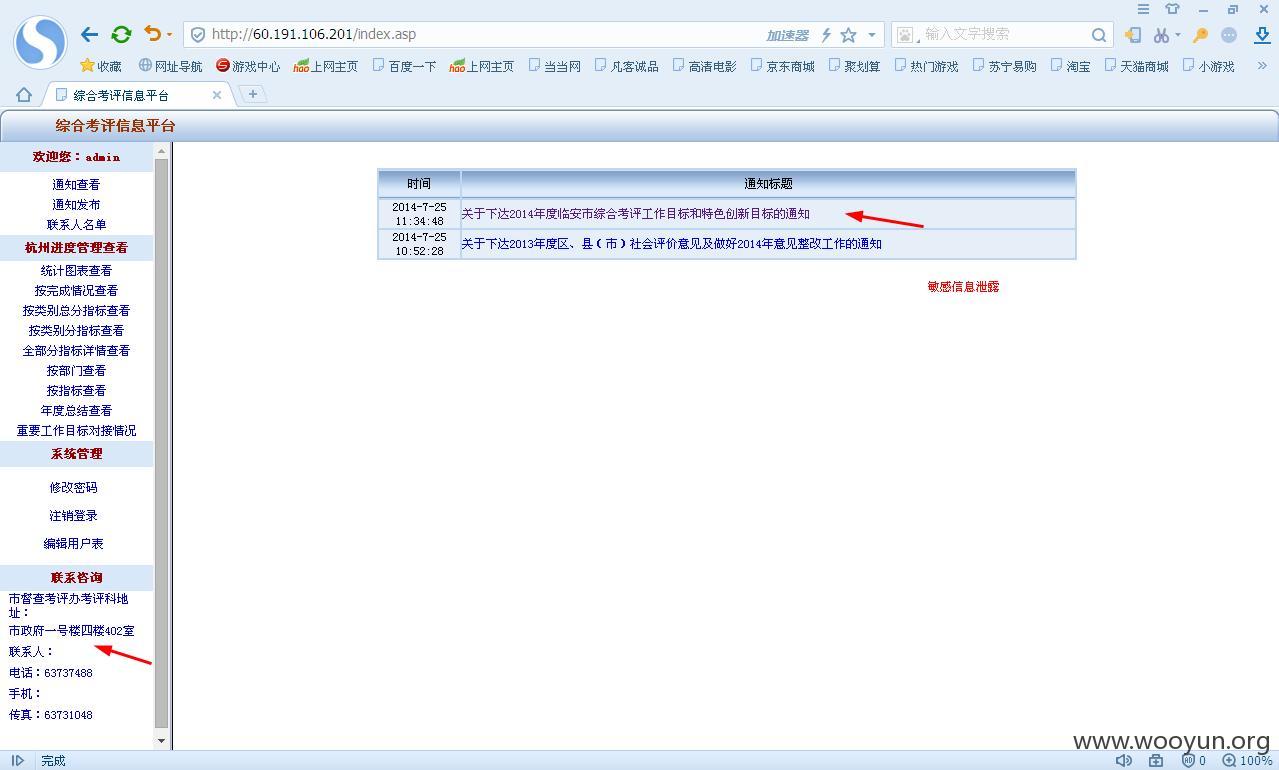 http://60.191.106.201/index.asp
加速器
输入文字搜索
收藏
网址导航
游戏中心
hao上网主页
百度一下
hao上网主页
当当网
凡客诚品
高清电影
京东商城
聚划算
热门游戏
苏宁易购
淘宝
天猫商城
小游戏
综合考评信息平台
综合考评信息平台
欢迎您：admin
通知查看
通知发布
联系人名单
杭州进度管理查看
统计图表查看
按完成情况查看
按类别总分指标查看
按类别分指标查看
全部分指标详情查看
按部门查看
按指标查看
年度总结查看
重要工作目标对接情况
系统管理
修改密码
注销登录
编辑用户表
联系咨询
市督查考评办考评科地
址：
市政府一号楼四楼402室
联系人：
电话：63737488
手机：
传真：63731048
时间
通知标题
2014-7-25
11:34:48
关于下达2014年度临安市综合考评工作目标和特色创新目标的通知
2014-7-25
10:52:28
关于下达2013年度区、县（市）社会评价意见及做好2014年意见整改工作的通知
敏感信息泄露
www.wooyun.org
完成
0
100%